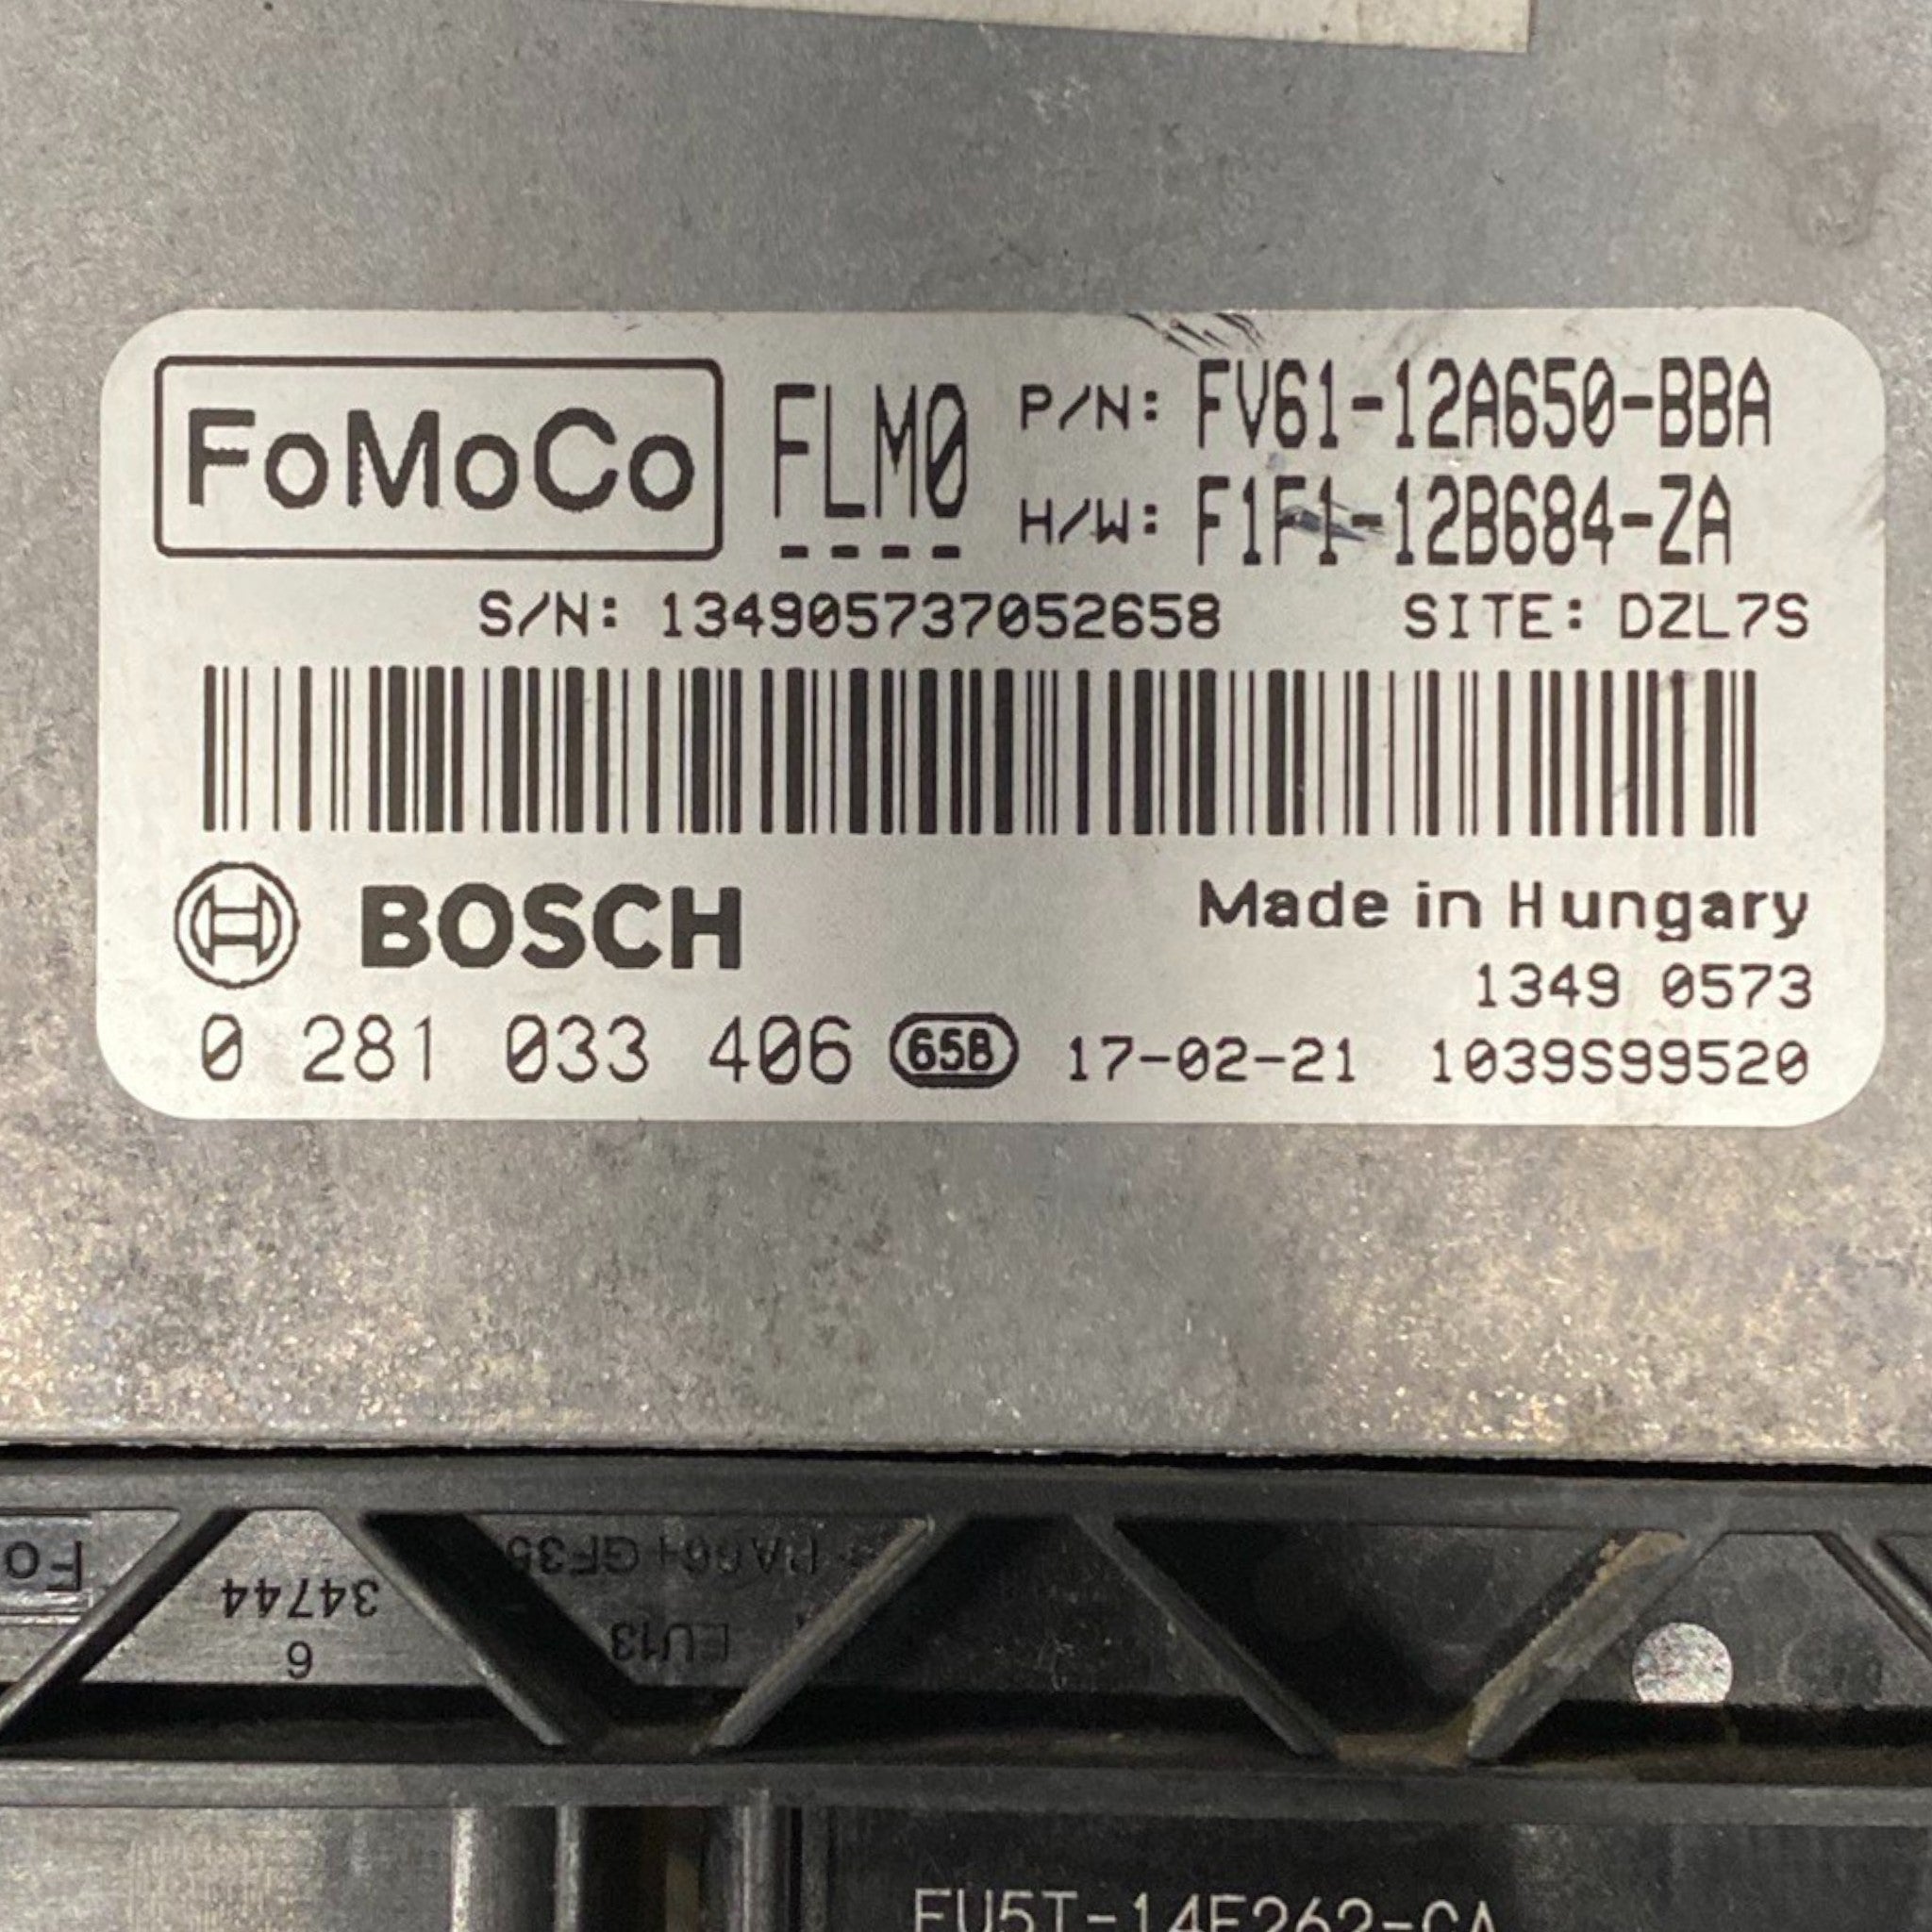 FoMoCo FLM0 P/N: FV61-12A650-BBA
H/W: F1F1-12B684-ZA
S/N: 134905737052658 SITE: DZL7S
BOSCH Made in Hungary
1349 0573
0 281 033 406 65B 17-02-21 1039S99520
Fo
34744
6
EU13